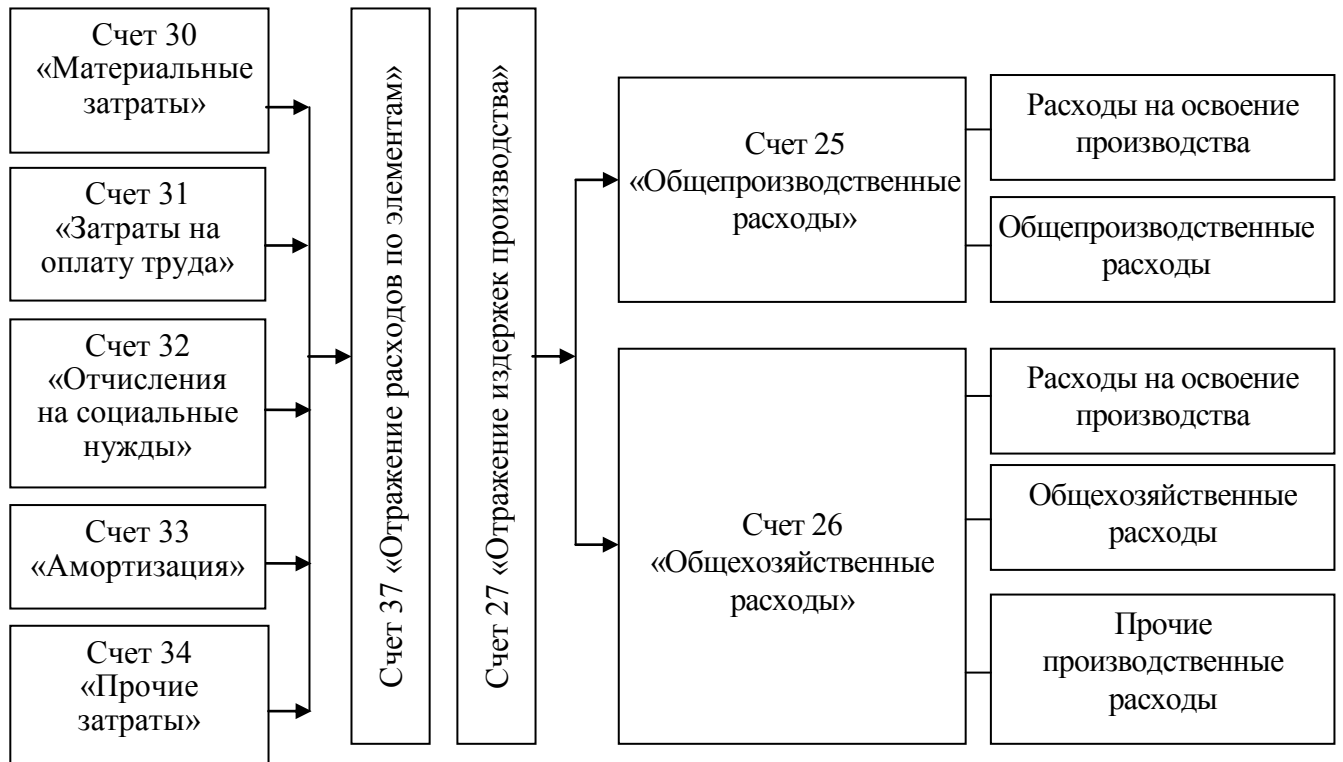 Счет 30
«Материальные
затраты»
Счет 31
«Затраты на
оплату труда»
Счет 32
«Отчисления
на социальные
нужды»
Счет 33
«Амортизация»
Счет 34
«Прочие
затраты»
Счет 37 «Отражение расходов по элементам»
Счет 27 «Отражение издержек производства»
Счет 25
«Общепроизводственные
расходы»
Счет 26
«Общехозяйственные
расходы»
Расходы на освоение
производства
Общепроизводственные
расходы
Расходы на освоение
производства
Общехозяйственные
расходы
Прочие
производственные
расходы